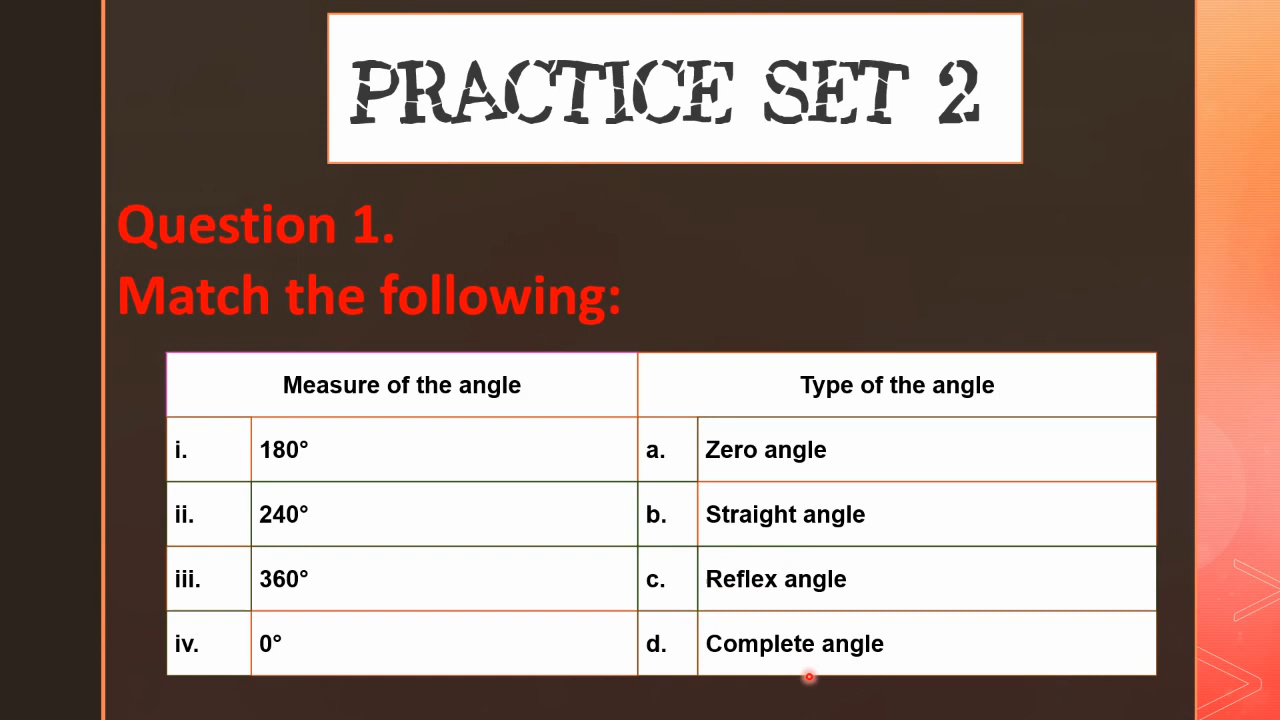 PRACTICE SET 2
Question 1.
Match the following:
Measure of the angle Type of the angle
i. 180° a. Zero angle
ii. 240° b. Straight angle
iii. 360° c. Reflex angle
iv. 0° d. Complete angle